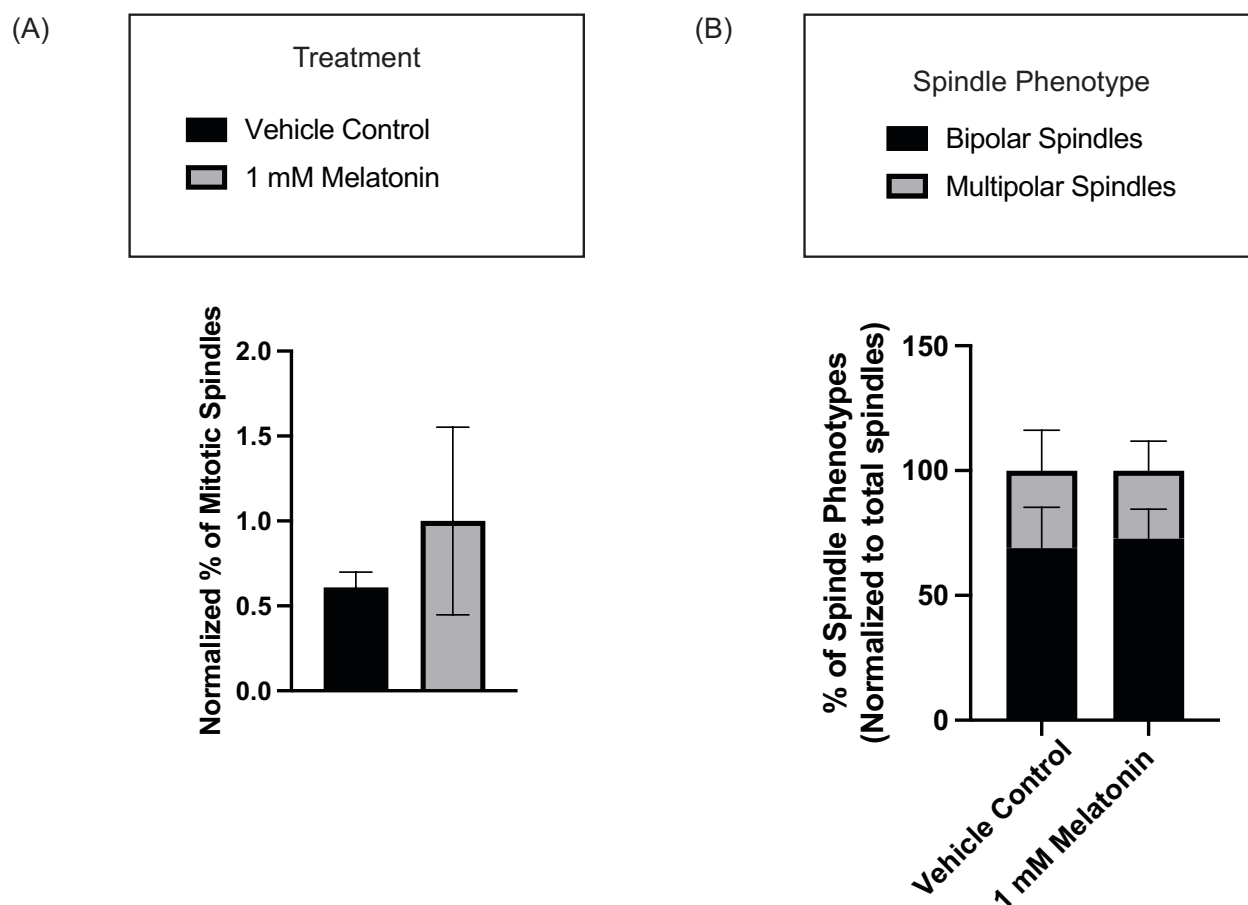 (A)
Treatment
Vehicle Control
1 mM Melatonin
Normalized % of Mitotic Spindles
2.0
1.5
1.0
0.5
0.0
(B)
Spindle Phenotype
Bipolar Spindles
Multipolar Spindles
% of Spindle Phenotypes
(Normalized to total spindles)
150
100
50
0
Vehicle Control
1 mM Melatonin